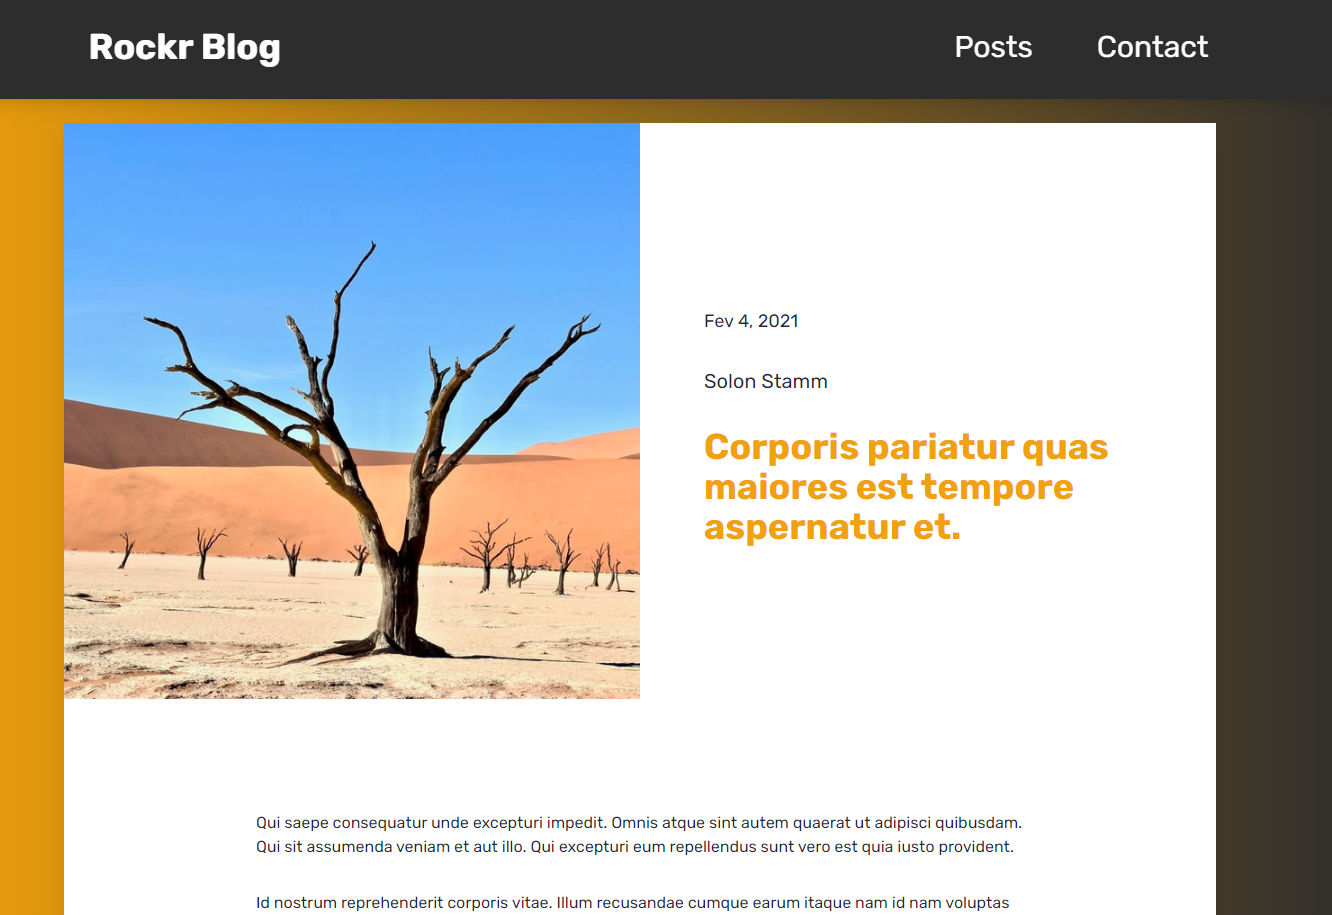 Rockr Blog
Posts
Contact
Fev 4, 2021
Solon Stamm
Corporis pariatur quas
maiores est tempore
aspernatur et.
Qui saepe consequatur unde excepturi impedit. Omnis atque sint autem quaerat ut adipisci quibusdam.
Qui sit assumenda veniam et aut illo. Qui excepturi eum repellendus sunt vero est quia iusto provident.
Id nostrum reprehenderit corporis vitae. Illum recusandae cumque earum itaque nam id nam voluptas